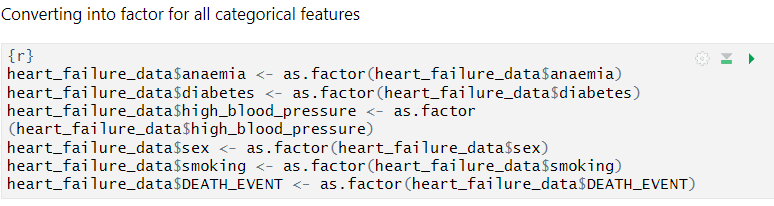 Converting into factor for all categorical features
{r}
heart_failure_data$anaemia <- as.factor(heart_failure_data$anaemia)
heart_failure_data$diabetes <- as.factor(heart_failure_data$diabetes)
heart_failure_data$high_blood_pressure <- as.factor
(heart_failure_data$high_blood_pressure)
heart_failure_data$sex <- as.factor(heart_failure_data$sex)
heart_failure_data$smoking <- as.factor(heart_failure_data$smoking)
heart_failure_data$DEATH_EVENT <- as.factor(heart_failure_data$DEATH_EVENT)